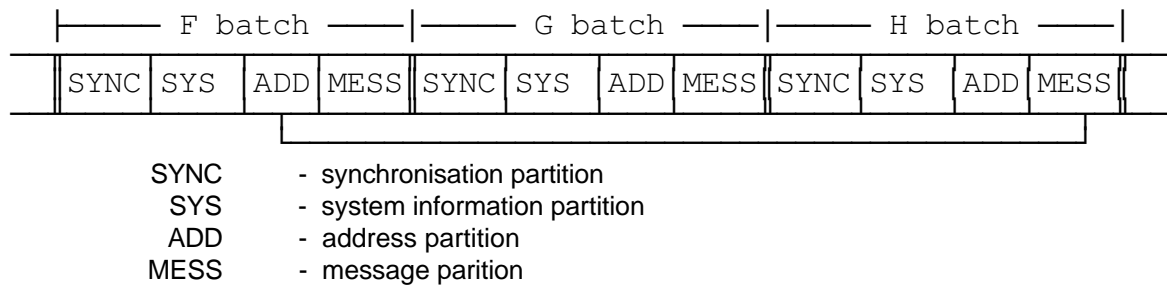 F batch G batch H batch
SYNC SYS ADD MESS SYNC SYS ADD MESS SYNC SYS ADD MESS
SYNC - synchronisation partition
SYS - system information partition
ADD - address partition
MESS - message parition